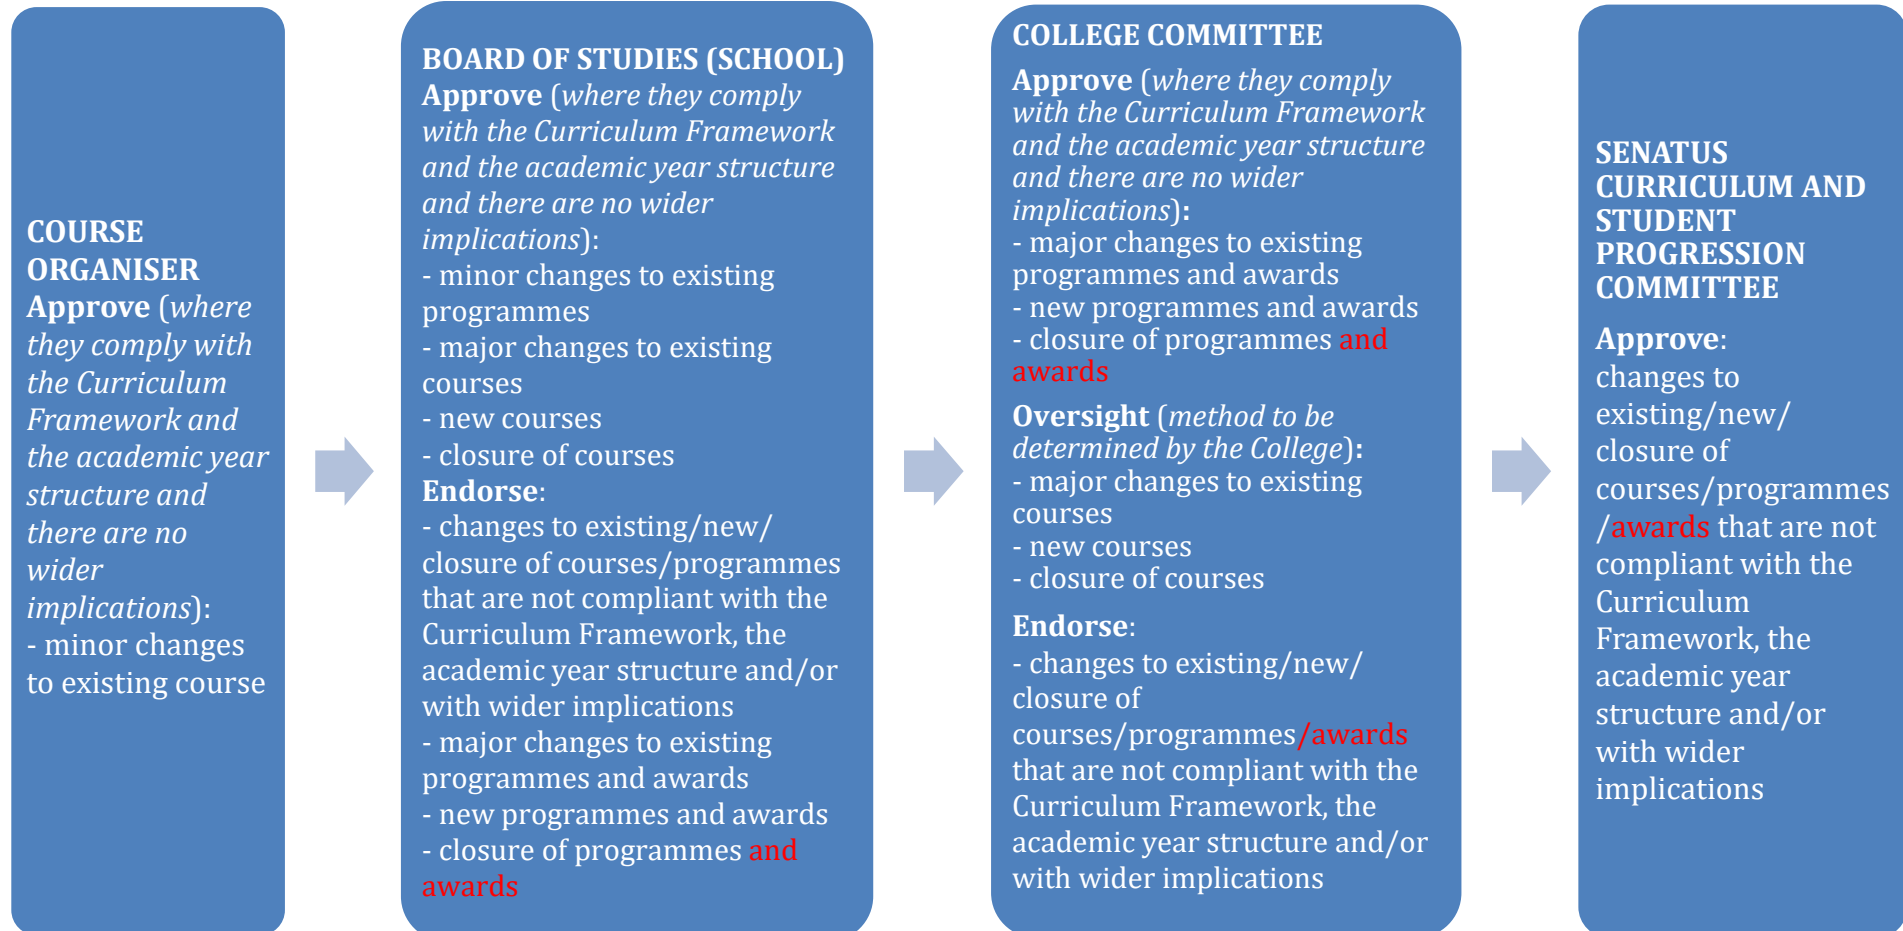 COURSE
ORGANISER
Approve (where
they comply with
the Curriculum
Framework and
the academic year
structure and
there are no
wider
implications):
- minor changes
to existing course
BOARD OF STUDIES (SCHOOL)
Approve (where they comply
with the Curriculum Framework
and the academic year structure
and there are no wider
implications):
- minor changes to existing
programmes
- major changes to existing
courses
- new courses
- closure of courses
Endorse:
- changes to existing/new/
closure of courses/programmes
that are not compliant with the
Curriculum Framework, the
academic year structure and/or
with wider implications
- major changes to existing
programmes and awards
- new programmes and awards
- closure of programmes and
awards
COLLEGE COMMITTEE
Approve (where they comply
with the Curriculum Framework
and the academic year structure
and there are no wider
implications):
- major changes to existing
programmes and awards
- new programmes and awards
- closure of programmes and
awards
Oversight (method to be
determined by the College):
- major changes to existing
courses
- new courses
- closure of courses
Endorse:
- changes to existing/new/
closure of
courses/programmes/awards
that are not compliant with the
Curriculum Framework, the
academic year structure and/or
with wider implications
SENATUS
CURRICULUM AND
STUDENT
PROGRESSION
COMMITTEE
Approve:
changes to
existing/new/
closure of
courses/programmes
/awards that are not
compliant with the
Curriculum
Framework, the
academic year
structure and/or
with wider
implications